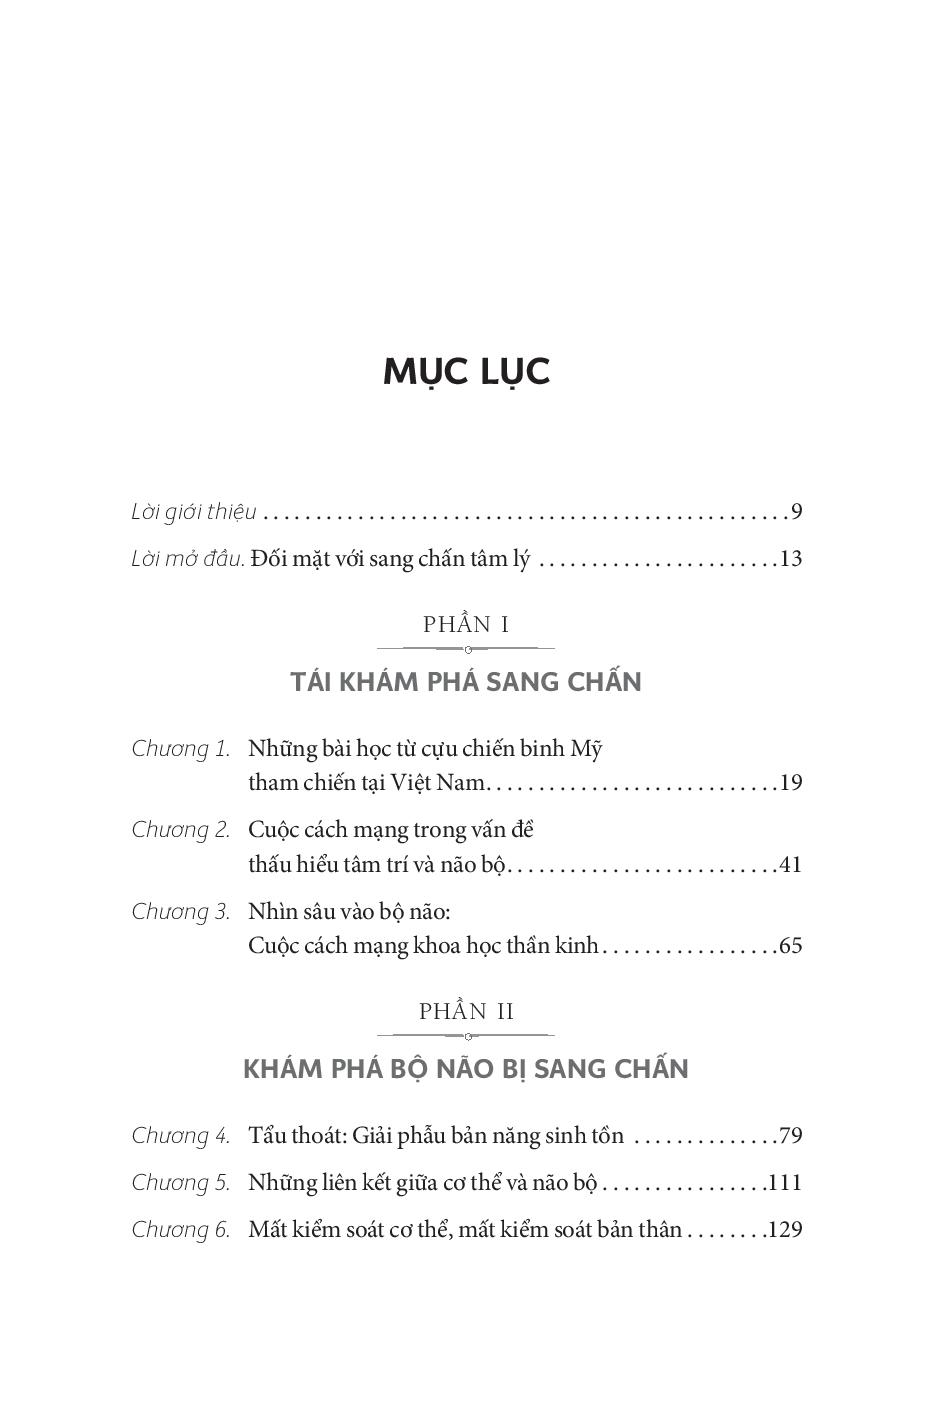 MỤC LỤC
Lời giới thiệu . . . . . . . . . . . . . . . . . . . . . . . . . . . . . . . . . . . . . . . . . . . . . . . . . . 9
Lời mở đầu. Đối mặt với sang chấn tâm lý . . . . . . . . . . . . . . . . . . . . . . . 13
PHẦN I
TÁI KHÁM PHÁ SANG CHẤN
Chương 1. Những bài học từ cựu chiến binh Mỹ
tham chiến tại Việt Nam. . . . . . . . . . . . . . . . . . . . . . . . . . . . 19
Chương 2. Cuộc cách mạng trong vấn đề
thấu hiểu tâm trí và não bộ. . . . . . . . . . . . . . . . . . . . . . . . . . 41
Chương 3. Nhìn sâu vào bộ não:
Cuộc cách mạng khoa học thần kinh . . . . . . . . . . . . . . . . . 65
PHẦN II
KHÁM PHÁ BỘ NÃO BỊ SANG CHẤN
Chương 4. Tẩu thoát: Giải phẫu bản năng sinh tồn . . . . . . . . . . . . . . 79
Chương 5. Những liên kết giữa cơ thể và não bộ . . . . . . . . . . . . . . . . 111
Chương 6. Mất kiểm soát cơ thể, mất kiểm soát bản thân . . . . . . . . 129